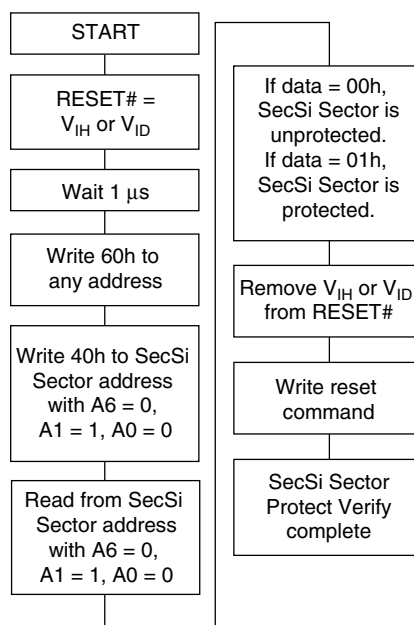 START
RESET# =
V_IH or V_ID
Wait 1 μs
Write 60h to
any address
Write 40h to SecSi
Sector address
with A6 = 0,
A1 = 1, A0 = 0
Read from SecSi
Sector address
with A6 = 0,
A1 = 1, A0 = 0
If data = 00h,
SecSi Sector is
unprotected.
If data = 01h,
SecSi Sector is
protected.
Remove V_IH or V_ID
from RESET#
Write reset
command
SecSi Sector
Protect Verify
complete